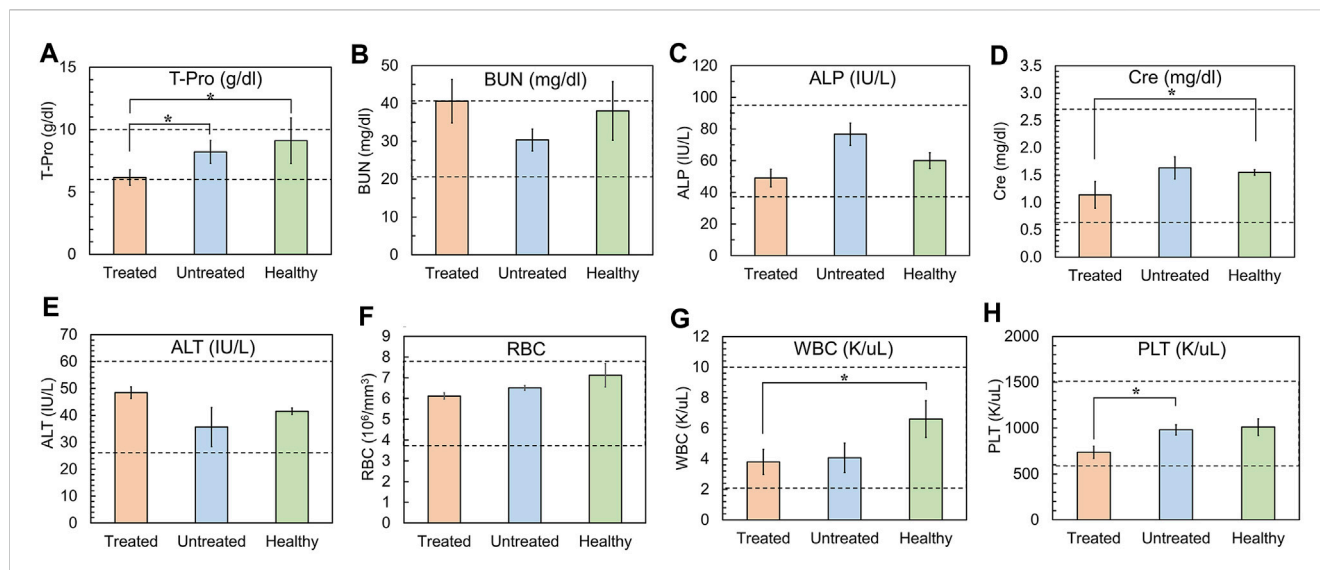 A
T-Pro (g/dl)
T-Pro (g/dl)
15
10
5
0
*
*
Treated Untreated Healthy
B
BUN (mg/dl)
BUN (mg/dl)
50
40
30
20
10
0
Treated Untreated Healthy
C
ALP (IU/L)
ALP (IU/L)
120
100
80
60
40
20
0
Treated Untreated Healthy
D
Cre (mg/dl)
Cre (mg/dl)
3.5
3.0
2.5
2.0
1.5
1.0
0.5
0.0
*
Treated Untreated Healthy
E
ALT (IU/L)
ALT (IU/L)
70
60
50
40
30
20
10
0
Treated Untreated Healthy
F
RBC
RBC (10⁶/mm³)
9
8
7
6
5
4
3
2
1
0
Treated Untreated Healthy
G
WBC (K/uL)
WBC (K/uL)
12
10
8
6
4
2
0
*
Treated Untreated Healthy
H
PLT (K/uL)
PLT (K/uL)
2000
1500
1000
500
0
*
Treated Untreated Healthy